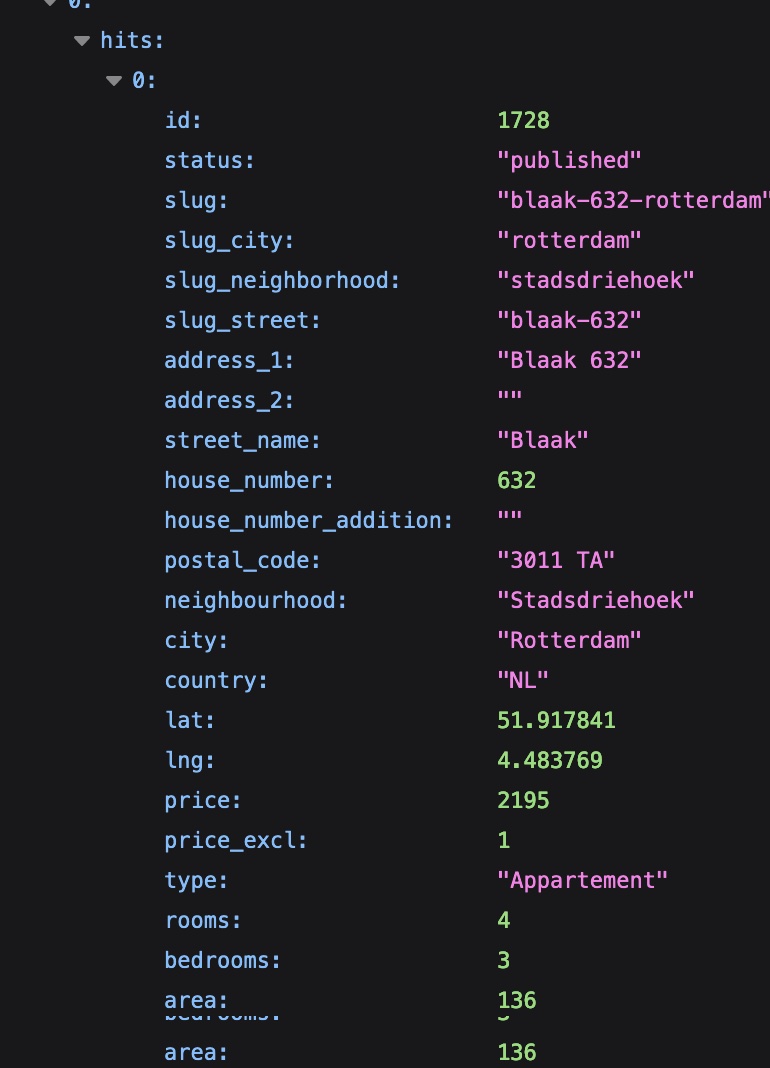 0:
hits:
0:
id: 1728
status: "published"
slug: "blaak-632-rotterdam"
slug_city: "rotterdam"
slug_neighborhood: "stadsdriehoek"
slug_street: "blaak-632"
address_1: "Blaak 632"
address_2: ""
street_name: "Blaak"
house_number: 632
house_number_addition: ""
postal_code: "3011 TA"
neighbourhood: "Stadsdriehoek"
city: "Rotterdam"
country: "NL"
lat: 51.917841
lng: 4.483769
price: 2195
price_excl: 1
type: "Appartement"
rooms: 4
bedrooms: 3
area: 136
area: 136